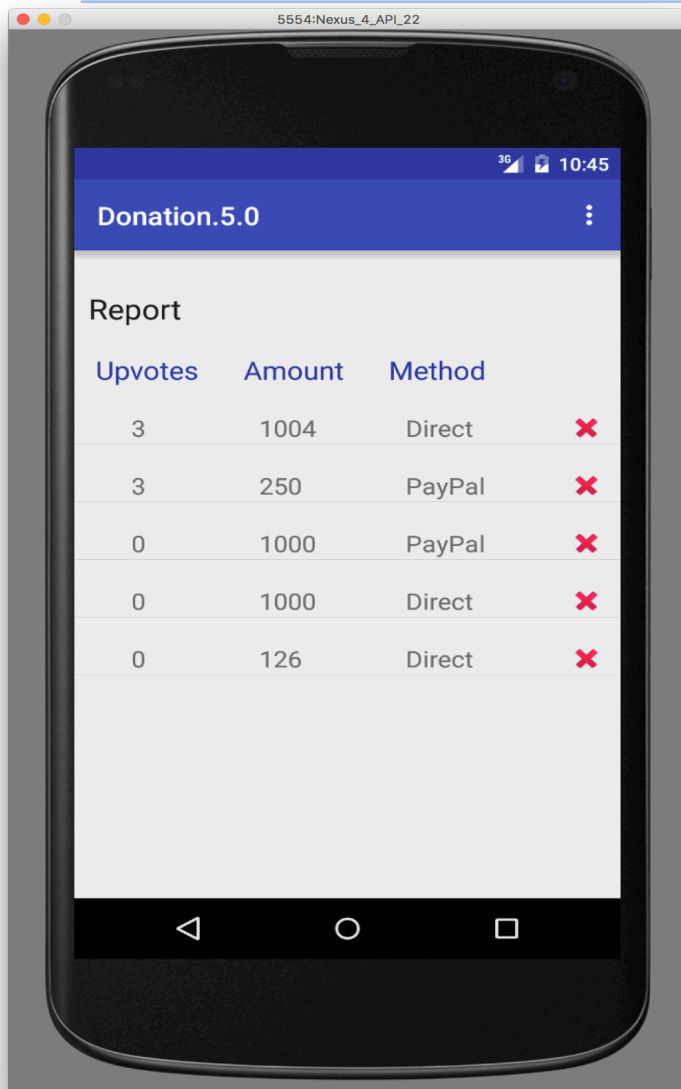 5554:Nexus_4_API_22
3G 10:45
Donation.5.0
Report
Upvotes Amount Method
3 1004 Direct
3 250 PayPal
0 1000 PayPal
0 1000 Direct
0 126 Direct